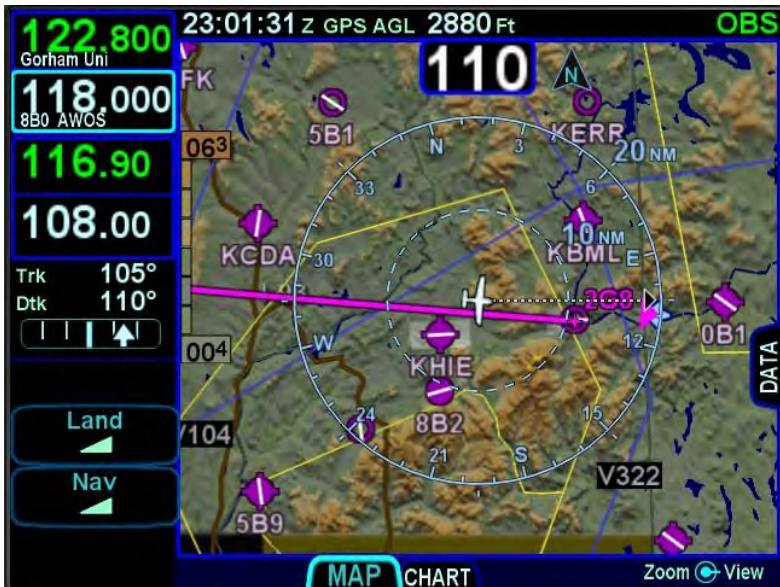 122.800
Gorham Uni
118.000
8B0 AWOS
116.90
108.00
Trk 105°
Dtk 110°
Land
Nav
23:01:31 Z GPS AGL 2880 Ft
OBS
110
N
FK
5B1
KERR
20 NM
06³
N
3
33
6
KCDA
10 NM
KBML
30
E
2G8
0B1
W
12
00⁴
KHIE
DATA
8B2
24
15
V104
21
S
V322
5B9
MAP
CHART
Zoom View